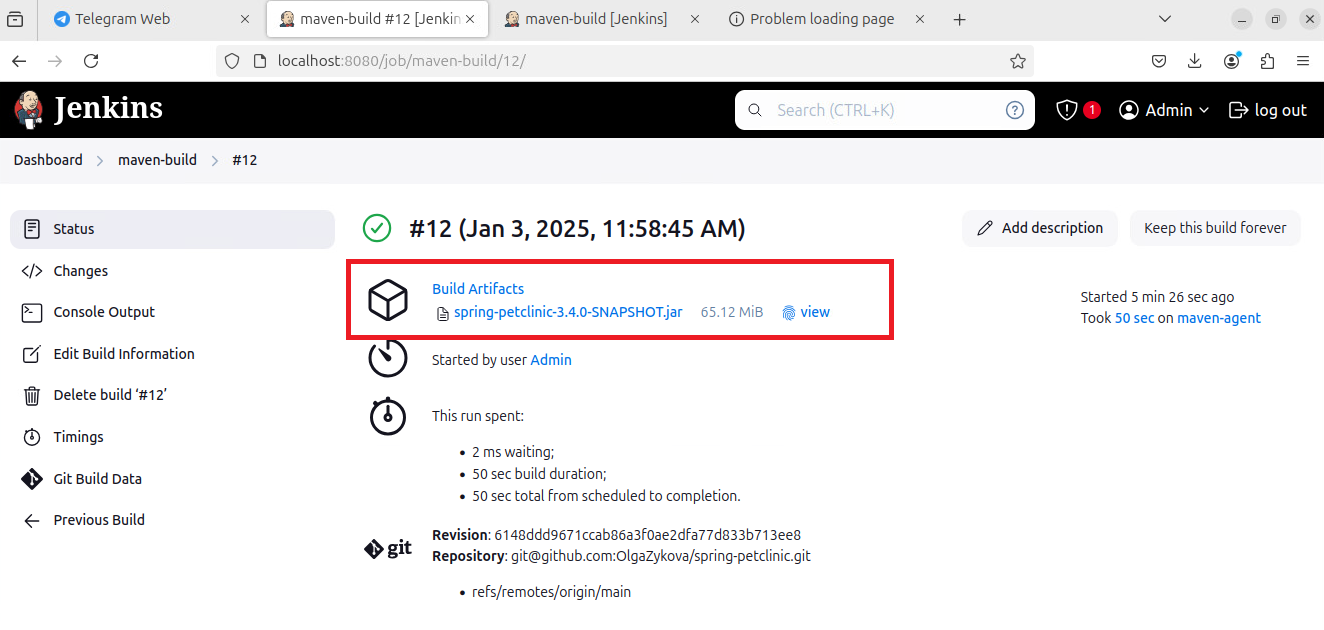 Telegram Web
maven-build #12 [Jenkin
maven-build [Jenkins]
Problem loading page
localhost:8080/job/maven-build/12/
Jenkins
Search (CTRL+K)
?
1
Admin
log out
Dashboard > maven-build > #12
Status
Changes
Console Output
Edit Build Information
Delete build ‘#12’
Timings
Git Build Data
Previous Build
#12 (Jan 3, 2025, 11:58:45 AM)
Add description
Keep this build forever
Build Artifacts
spring-petclinic-3.4.0-SNAPSHOT.jar 65.12 MiB view
Started 5 min 26 sec ago
Took 50 sec on maven-agent
Started by user Admin
This run spent:
• 2 ms waiting;
• 50 sec build duration;
• 50 sec total from scheduled to completion.
git
Revision: 6148ddd9671ccab86a3f0ae2dfa77d833b713ee8
Repository: git@github.com:OlgaZykova/spring-petclinic.git
• refs/remotes/origin/main